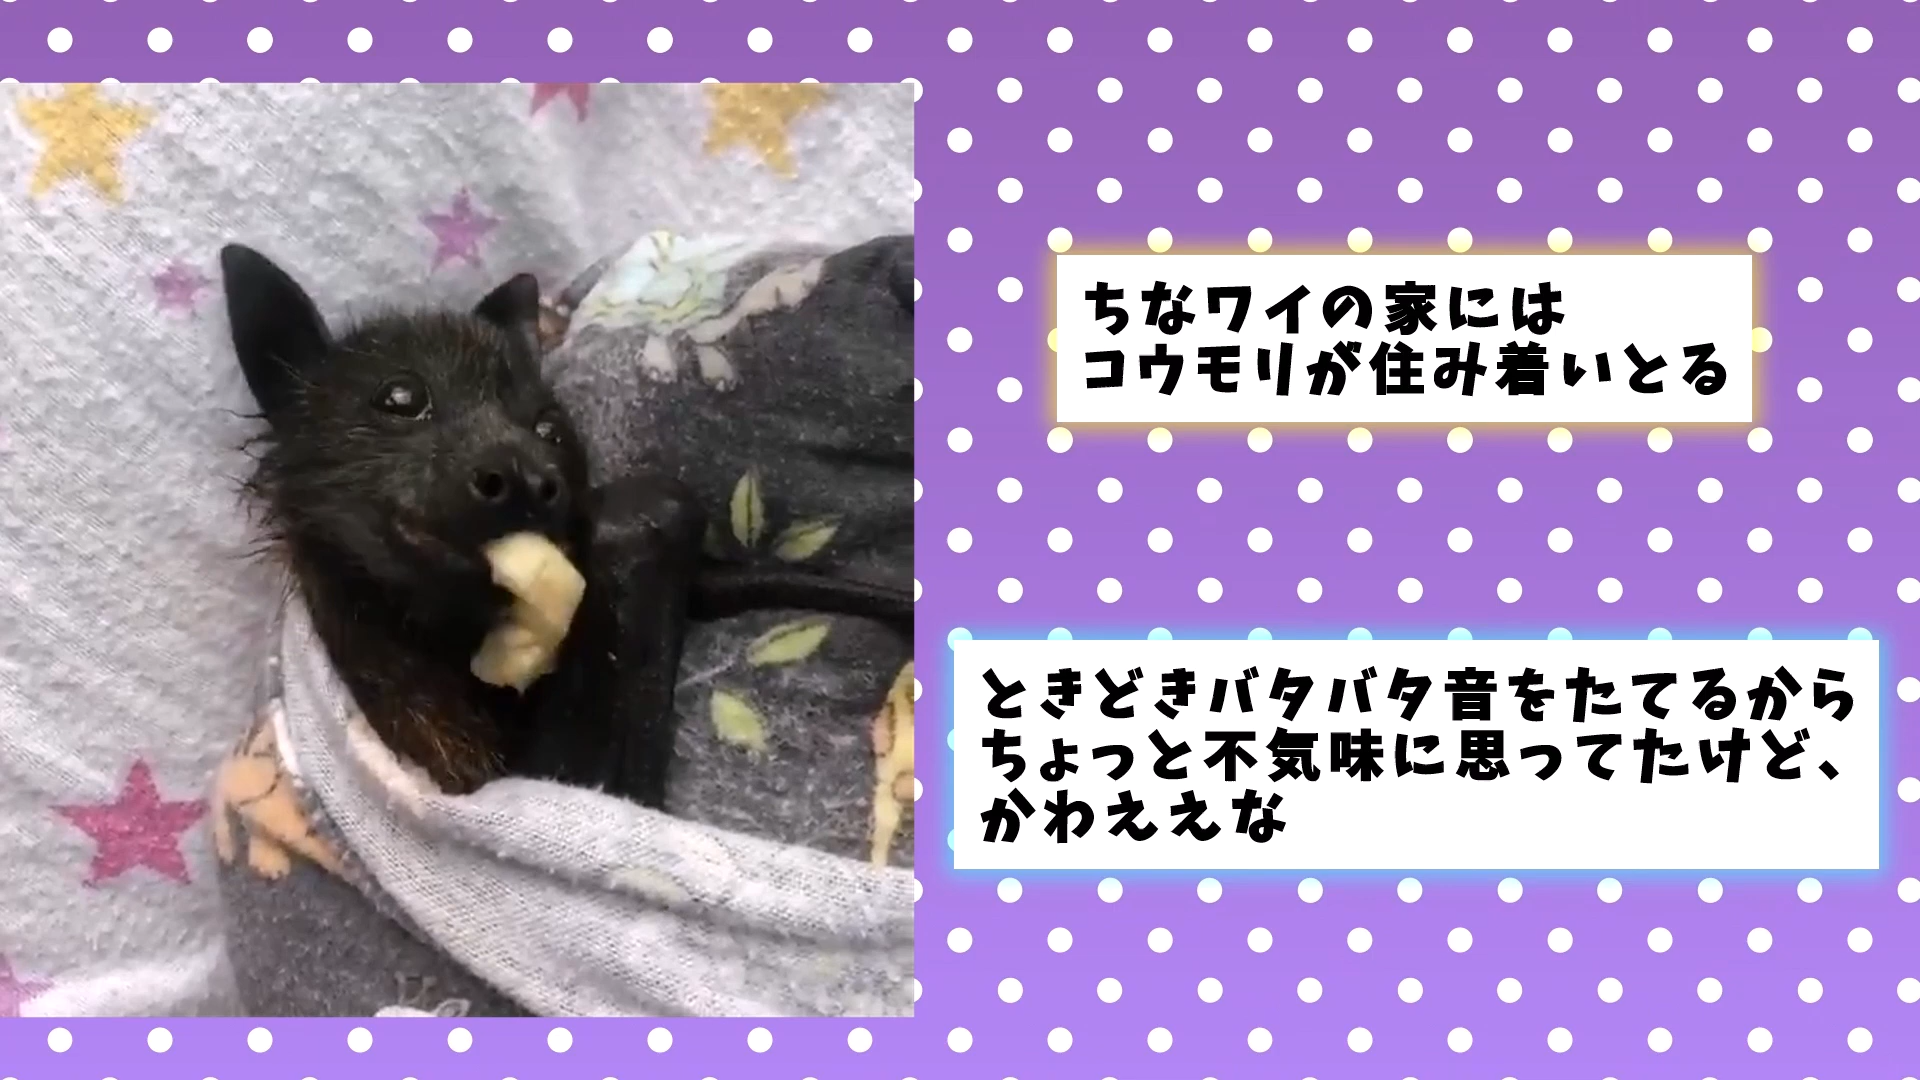 ちなワイの家には
コウモリが住み着いとる
ときどきバタバタ音をたてるから
ちょっと不気味に思ってたけど、
かわええな